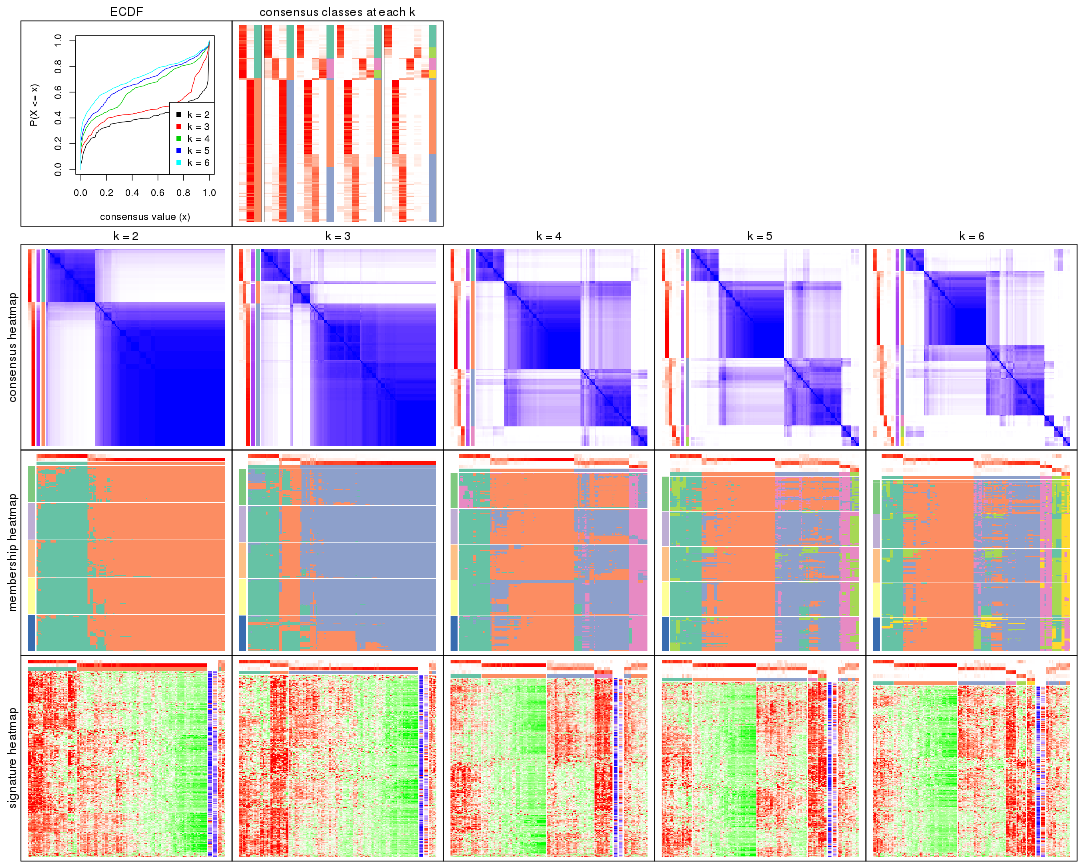 ECDF
consensus classes at each k
P(X <= x)
0.0 0.2 0.4 0.6 0.8 1.0
k = 2
k = 3
k = 4
k = 5
k = 6
0.0 0.2 0.4 0.6 0.8 1.0
consensus value (x)
k = 2 k = 3 k = 4 k = 5 k = 6
consensus heatmap
membership heatmap
signature heatmap